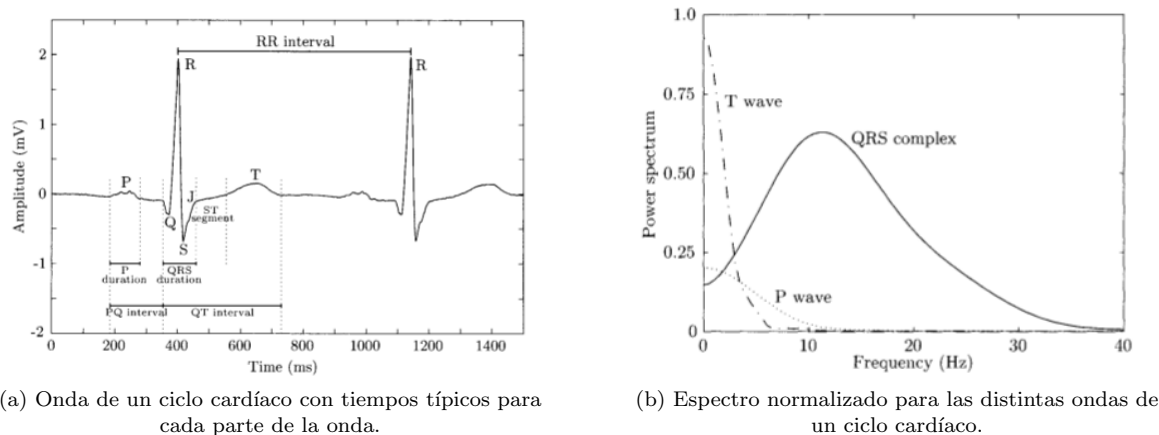 RR interval
R
R
P
T
J
ST
segment
Q
S
P
duration
QRS
duration
PQ interval
QT interval
2
1
0
-1
-2
Amplitude (mV)
0
200
400
600
800
1000
1200
1400
Time (ms)
(a) Onda de un ciclo cardíaco con tiempos típicos para
cada parte de la onda.
1.0
0.75
0.50
0.25
0
Power spectrum
T wave
QRS complex
P wave
0
10
20
30
40
Frequency (Hz)
(b) Espectro normalizado para las distintas ondas de
un ciclo cardíaco.